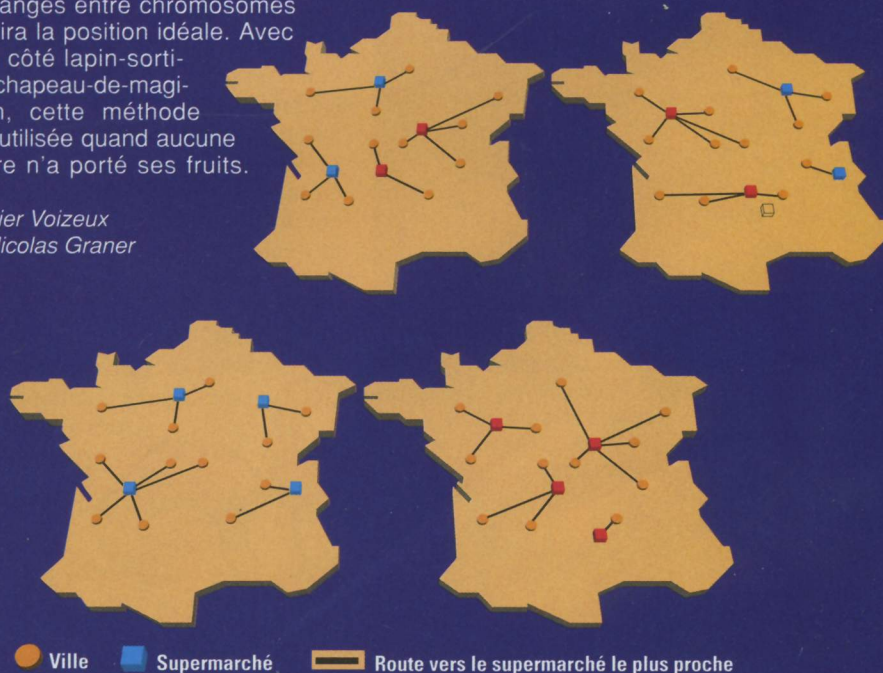 anges entre chromosomes
ira la position idéale. Avec
côté lapin-sorti-
chapeau-de-magi-
n, cette méthode
utilisée quand aucune
re n'a porté ses fruits.
ier Voizeux
Nicolas Graner
Ville
Supermarché
Route vers le supermarché le plus proche